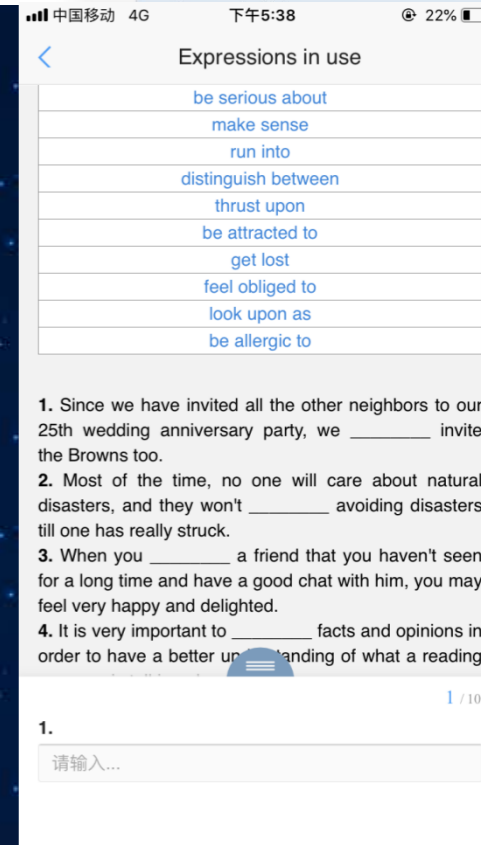 中国移动 4G 下午5:38 22%
Expressions in use
be serious about
make sense
run into
distinguish between
thrust upon
be attracted to
get lost
feel obliged to
look upon as
be allergic to
1. Since we have invited all the other neighbors to our
25th wedding anniversary party, we ________ invite
the Browns too.
2. Most of the time, no one will care about natural
disasters, and they won't ________ avoiding disasters
till one has really struck.
3. When you ________ a friend that you haven't seen
for a long time and have a good chat with him, you may
feel very happy and delighted.
4. It is very important to ________ facts and opinions in
order to have a better un tanding of what a reading
1 / 10
1.
请输入...